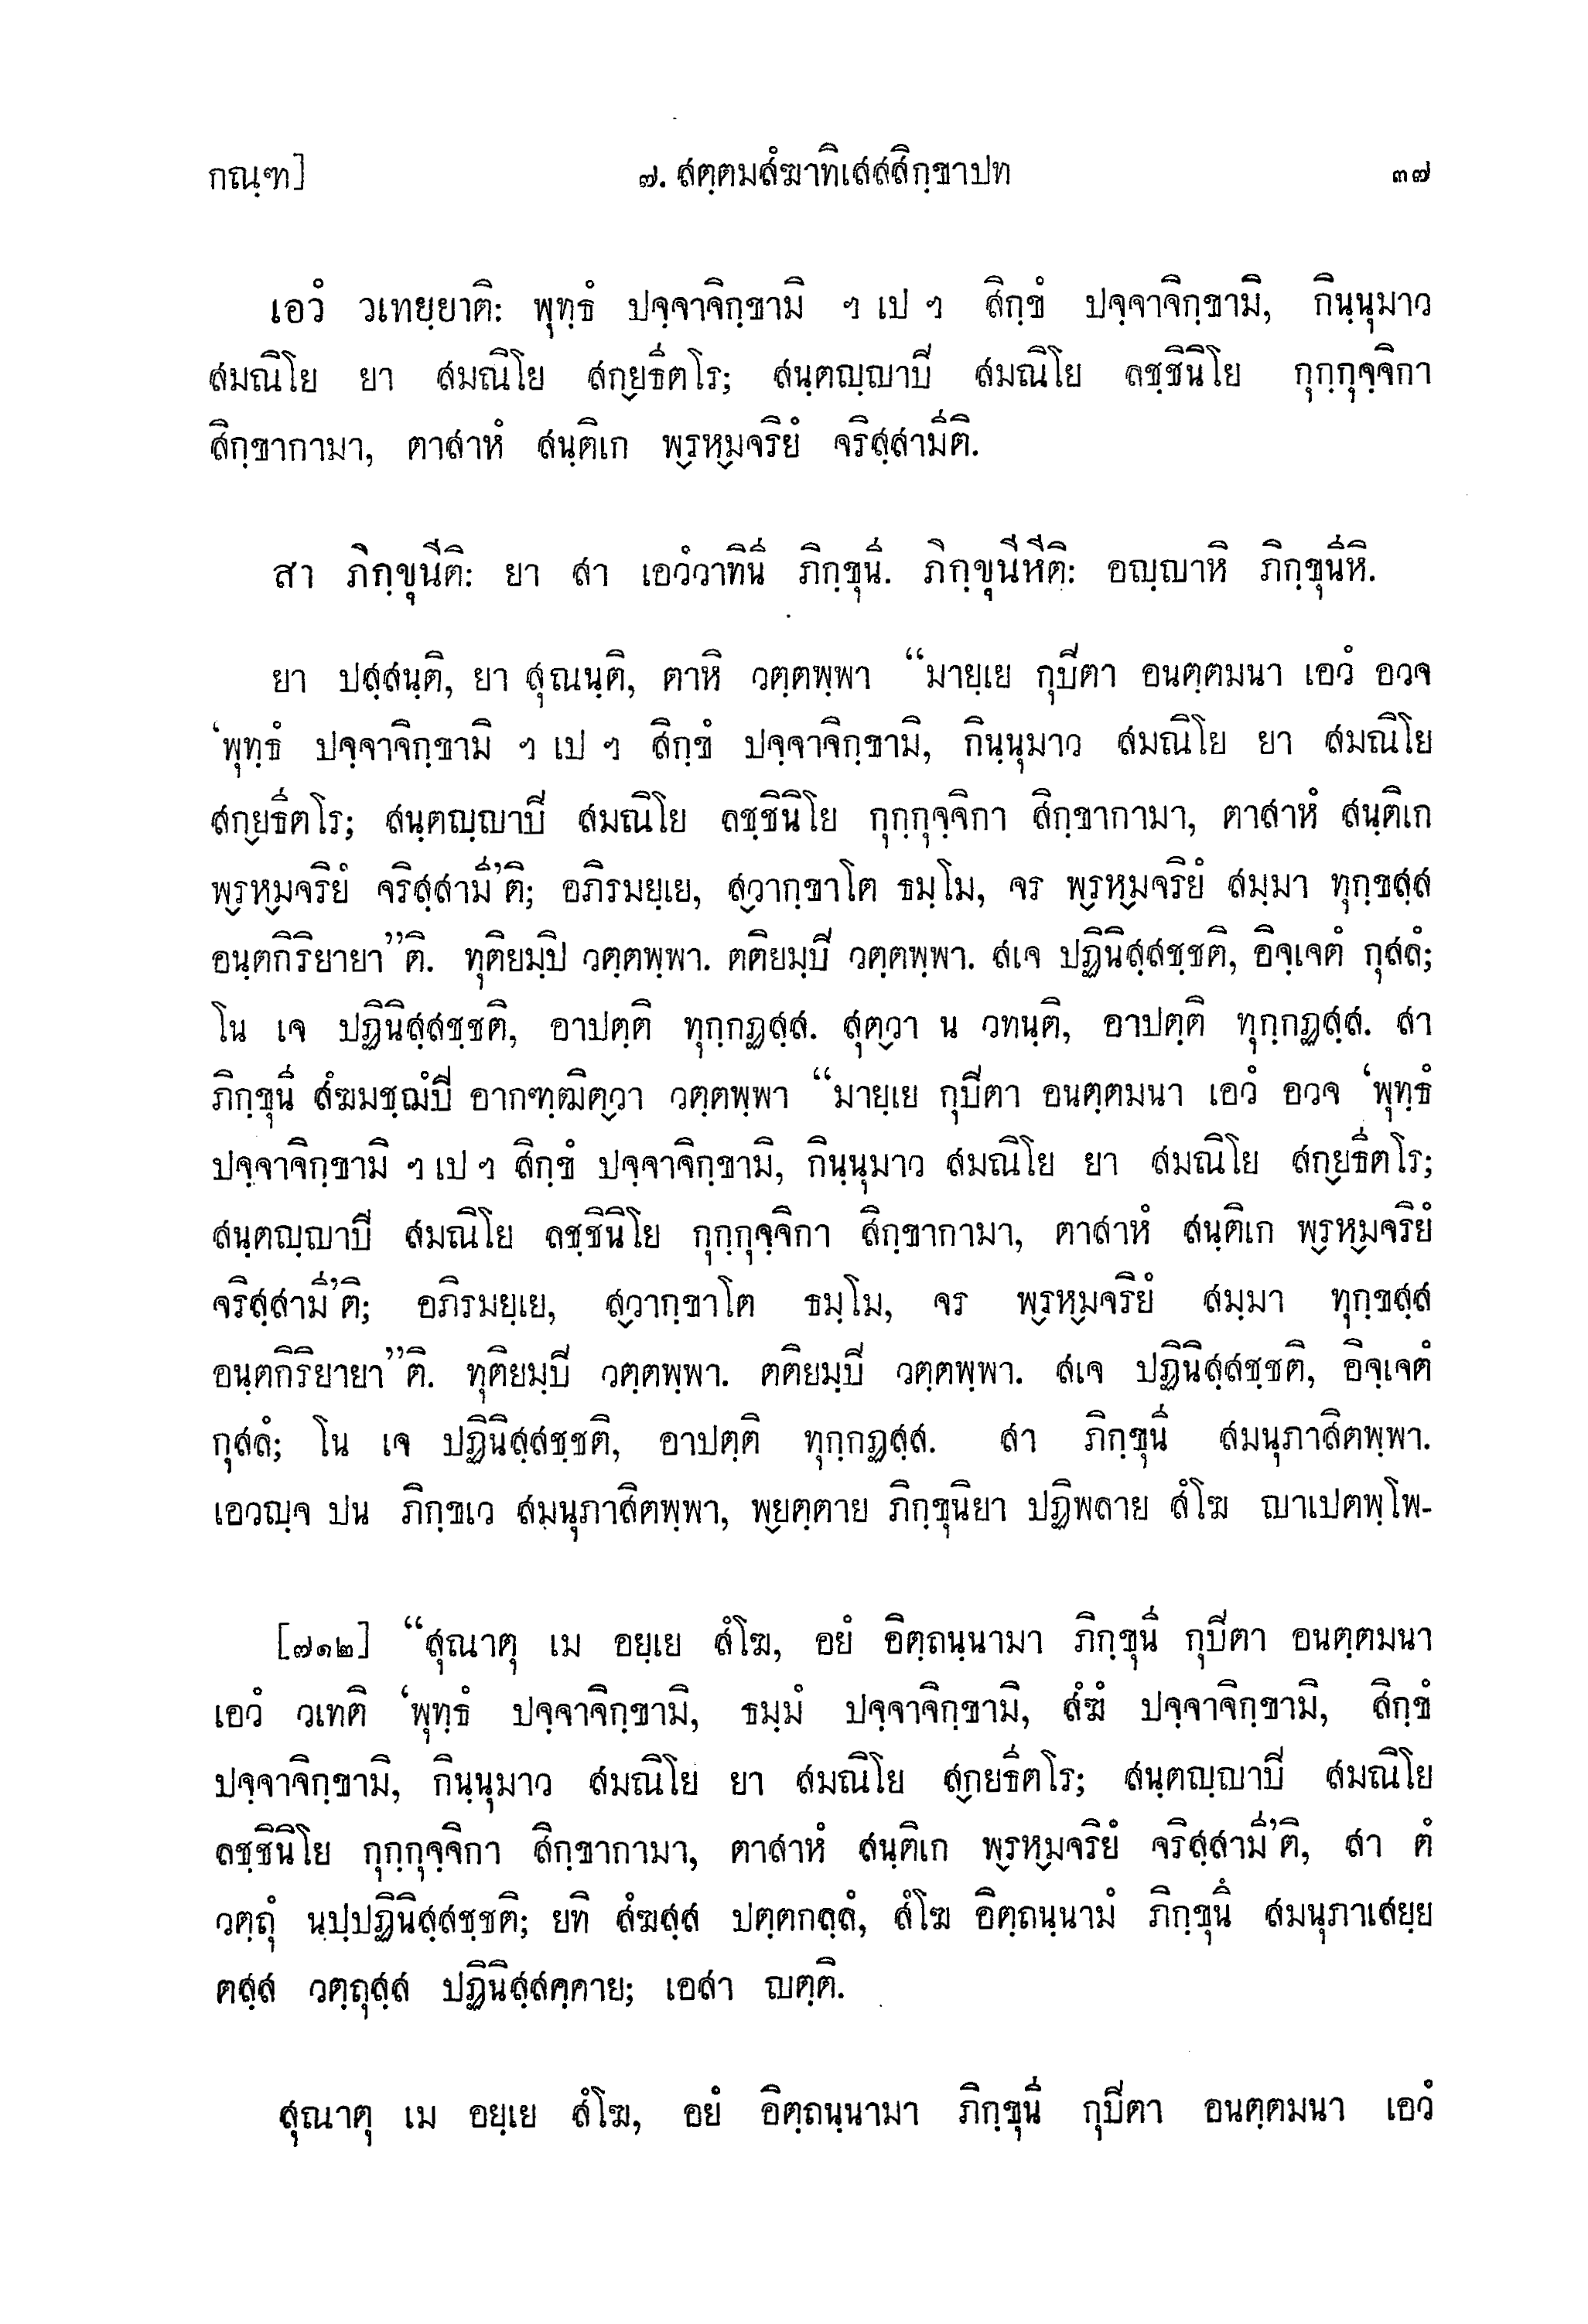 กณฺฑ] ๗. สตฺตมสํฆาทิเสสสิกฺขาปท ๓๗
เอวํ วเทยฺยาติ: พุทฺธํ ปจฺจาจิกฺขามิ ฯ เป ฯ สิกฺขํ ปจฺจาจิกฺขามิ, กินฺนุมาว
สมณิโย ยา สมณิโย สก๎ยธีตโร; สนฺตญฺญาปิ สมณิโย ลชฺชินิโย กุกฺกุจฺจิกา
สิกฺขากามา, ตาสาหํ สนฺติเก พ๎รห๎มจริยํ จริสฺสามีติ.
สา ภิกฺขุนีติ: ยา สา เอวํวาทินี ภิกฺขุนี. ภิกฺขุนีหีติ: อญฺญาหิ ภิกฺขุนีหิ.
ยา ปสฺสนฺติ, ยา สุณนฺติ, ตาหิ วตฺตพฺพา “มายฺเย กุปิตา อนตฺตมนา เอวํ อวจ
‘พุทฺธํ ปจฺจาจิกฺขามิ ฯ เป ฯ สิกฺขํ ปจฺจาจิกฺขามิ, กินฺนุมาว สมณิโย ยา สมณิโย
สก๎ยธีตโร; สนฺตญฺญาปิ สมณิโย ลชฺชินิโย กุกฺกุจฺจิกา สิกฺขากามา, ตาสาหํ สนฺติเก
พ๎รห๎มจริยํ จริสฺสามี’ติ; อภิรมยฺเย, ส๎วากฺขาโต ธมฺโม, จร พ๎รห๎มจริยํ สมฺมา ทุกฺขสฺส
อนฺตกิริยายา”ติ. ทุติยมฺปิ วตฺตพฺพา. ตติยมฺปิ วตฺตพฺพา. สเจ ปฏินิสฺสชฺชติ, อิจฺเจตํ กุสลํ;
โน เจ ปฏินิสฺสชฺชติ, อาปตฺติ ทุกฺกฏสฺส. สุต๎วา น วทนฺติ, อาปตฺติ ทุกฺกฏสฺส. สา
ภิกฺขุนี สํฆมชฺฌํปิ อากฑฺฒิต๎วา วตฺตพฺพา “มายฺเย กุปิตา อนตฺตมนา เอวํ อวจ ‘พุทฺธํ
ปจฺจาจิกฺขามิ ฯ เป ฯ สิกฺขํ ปจฺจาจิกฺขามิ, กินฺนุมาว สมณิโย ยา สมณิโย สก๎ยธีตโร;
สนฺตญฺญาปิ สมณิโย ลชฺชินิโย กุกฺกุจฺจิกา สิกฺขากามา, ตาสาหํ สนฺติเก พ๎รห๎มจริยํ
จริสฺสามี’ติ; อภิรมยฺเย, ส๎วากฺขาโต ธมฺโม, จร พ๎รห๎มจริยํ สมฺมา ทุกฺขสฺส
อนฺตกิริยายา”ติ. ทุติยมฺปิ วตฺตพฺพา. ตติยมฺปิ วตฺตพฺพา. สเจ ปฏินิสฺสชฺชติ, อิจฺเจตํ
กุสลํ; โน เจ ปฏินิสฺสชฺชติ, อาปตฺติ ทุกฺกฏสฺส. สา ภิกฺขุนี สมนุภาสิตพฺพา.
เอวญฺจ ปน ภิกฺขเว สมนุภาสิตพฺพา, พ๎ยตฺตาย ภิกฺขุนิยา ปฏิพลาย สํโฆ ญาเปตพฺโพ-
[๗๑๒] “สุณาตุ เม อยฺเย สํโฆ, อยํ อิตฺถนฺนามา ภิกฺขุนี กุปิตา อนตฺตมนา
เอวํ วเทติ ‘พุทฺธํ ปจฺจาจิกฺขามิ, ธมฺมํ ปจฺจาจิกฺขามิ, สํฆํ ปจฺจาจิกฺขามิ, สิกฺขํ
ปจฺจาจิกฺขามิ, กินฺนุมาว สมณิโย ยา สมณิโย ส๎กยธีตโร; สนฺตญฺญาปิ สมณิโย
ลชฺชินิโย กุกฺกุจฺจิกา สิกฺขากามา, ตาสาหํ สนฺติเก พ๎รห๎มจริยํ จริสฺสามี’ติ, สา ตํ
วตฺถุํ นปฺปฏินิสฺสชฺชติ; ยทิ สํฆสฺส ปตฺตกลฺลํ, สํโฆ อิตฺถนฺนามํ ภิกฺขุนึ สมนุภาเสยฺย
ตสฺส วตฺถุสฺส ปฏินิสฺสคฺคาย; เอสา ญตฺติ.
สุณาตุ เม อยฺเย สํโฆ, อยํ อิตฺถนฺนามา ภิกฺขุนี กุปิตา อนตฺตมนา เอวํ